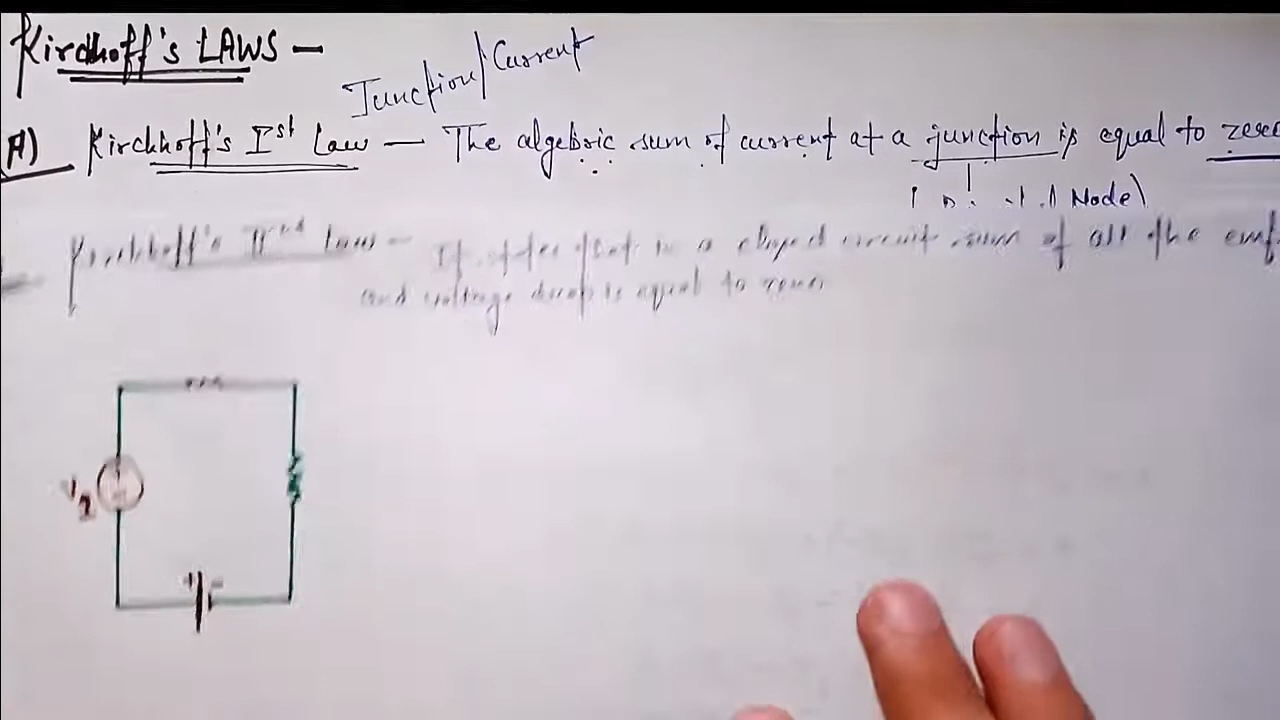 Kirchhoff's LAWS —
Junction/Current
A) Kirchhoff's Ist Law — The algebric sum of current at a junction is equal to zero
Node)
Kirchhoff's IInd Law — It states that in a closed circuit sum of all the emf
and voltage drop is equal to zero
V2
+ −